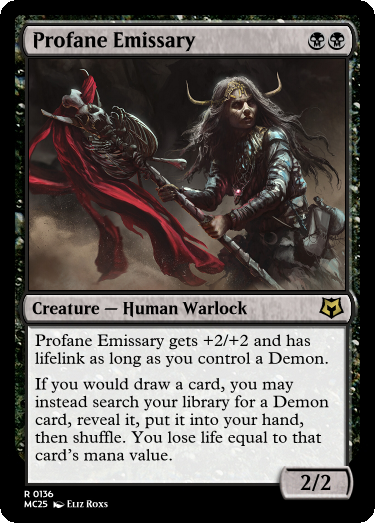 Profane Emissary
Creature — Human Warlock
Profane Emissary gets +2/+2 and has
lifelink as long as you control a Demon.
If you would draw a card, you may
instead search your library for a Demon
card, reveal it, put it into your hand,
then shuffle. You lose life equal to that
card's mana value.
2/2
R 0136
MC25 Eliz Roxs